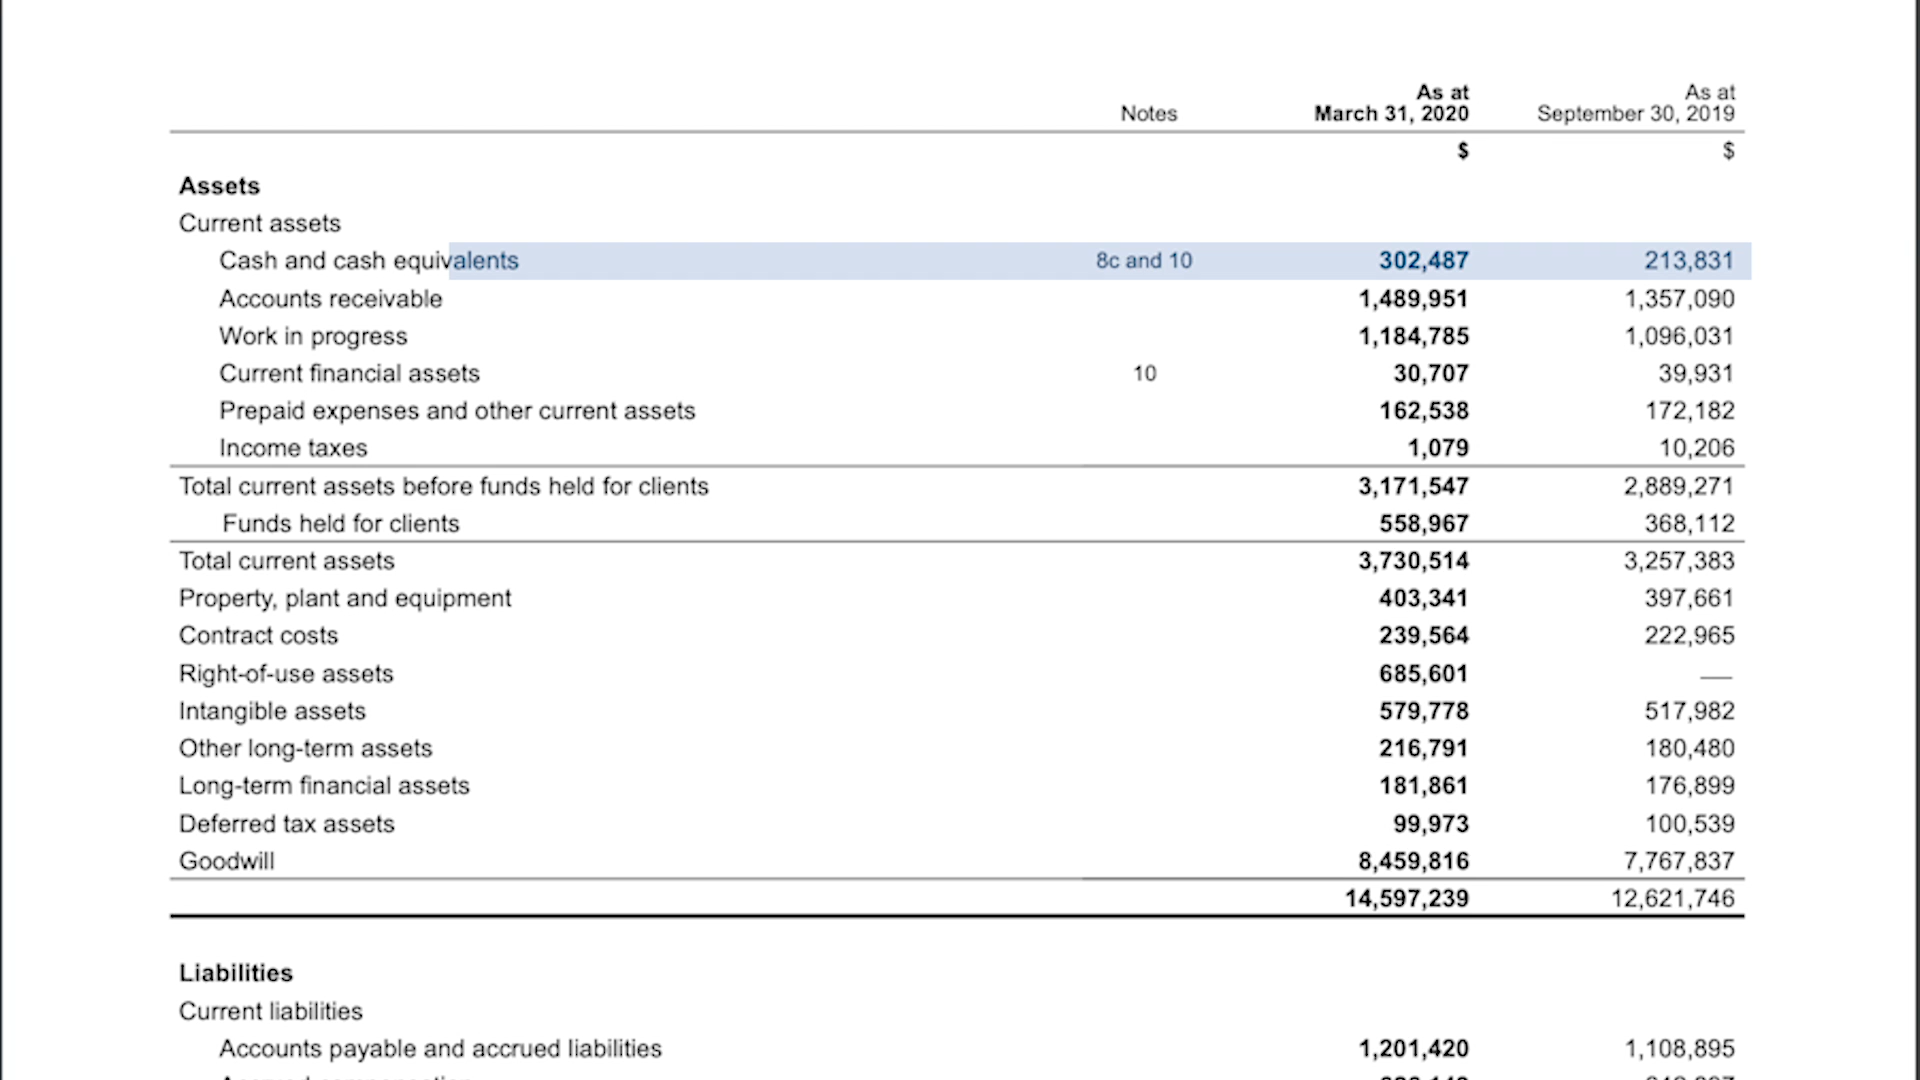 As at As at
Notes March 31, 2020 September 30, 2019
$ $
Assets
Current assets
Cash and cash equivalents 8c and 10 302,487 213,831
Accounts receivable 1,489,951 1,357,090
Work in progress 1,184,785 1,096,031
Current financial assets 10 30,707 39,931
Prepaid expenses and other current assets 162,538 172,182
Income taxes 1,079 10,206
Total current assets before funds held for clients 3,171,547 2,889,271
Funds held for clients 558,967 368,112
Total current assets 3,730,514 3,257,383
Property, plant and equipment 403,341 397,661
Contract costs 239,564 222,965
Right-of-use assets 685,601 —
Intangible assets 579,778 517,982
Other long-term assets 216,791 180,480
Long-term financial assets 181,861 176,899
Deferred tax assets 99,973 100,539
Goodwill 8,459,816 7,767,837
14,597,239 12,621,746
Liabilities
Current liabilities
Accounts payable and accrued liabilities 1,201,420 1,108,895